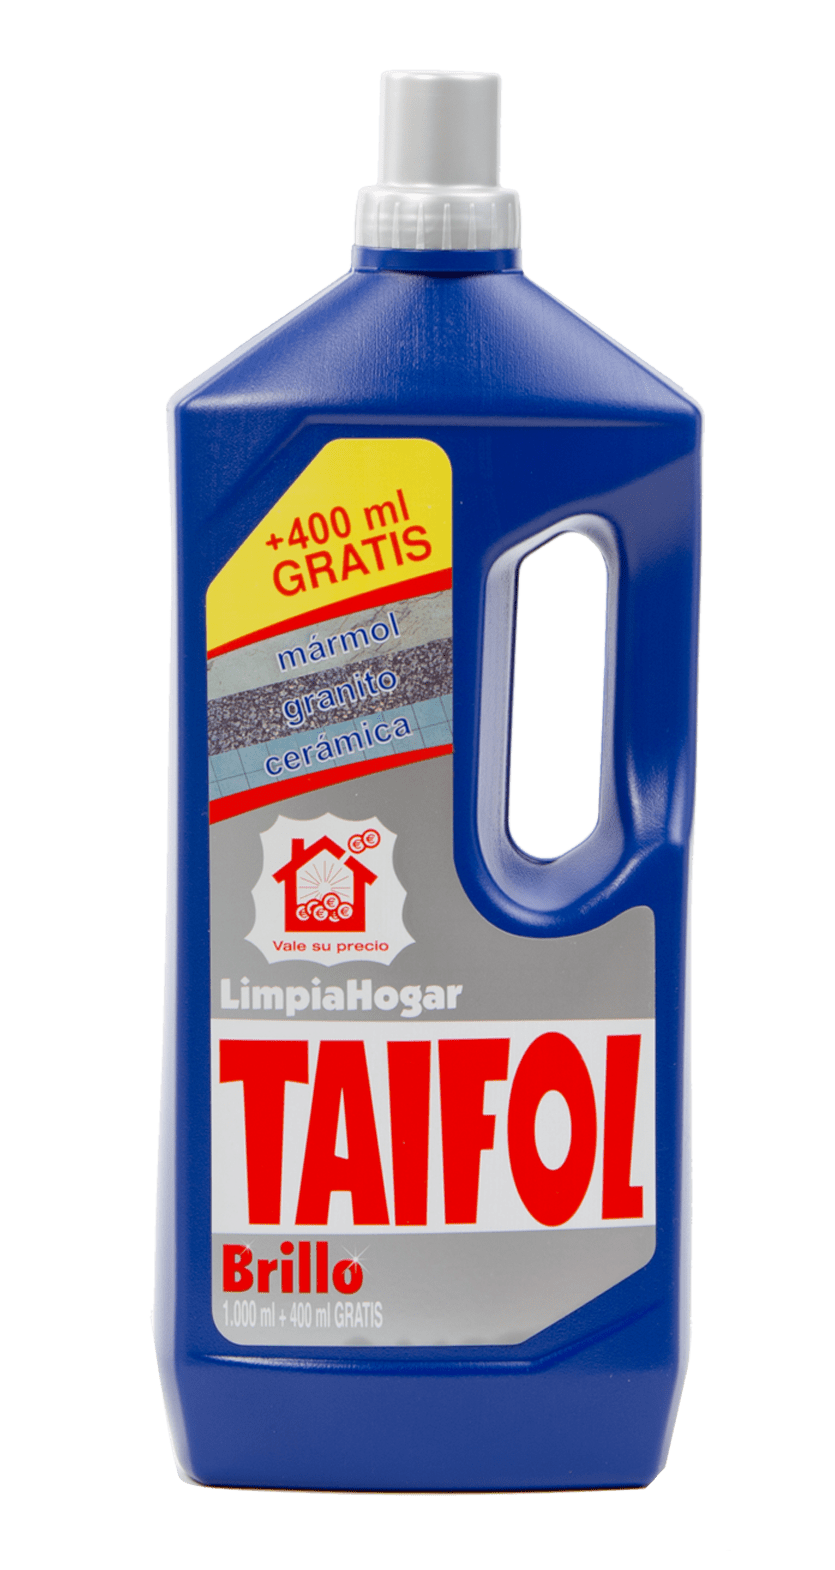 +400 ml
GRATIS
mármol
granito
cerámica
Vale su precio
LimpiaHogar
TAIFOL
Brillo
1.000 ml + 400 ml GRATIS